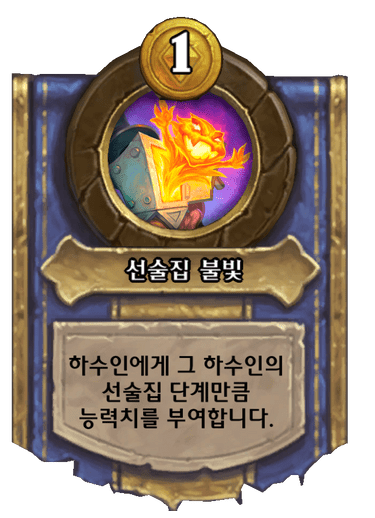 1
선술집 불빛
하수인에게 그 하수인의
선술집 단계만큼
능력치를 부여합니다.